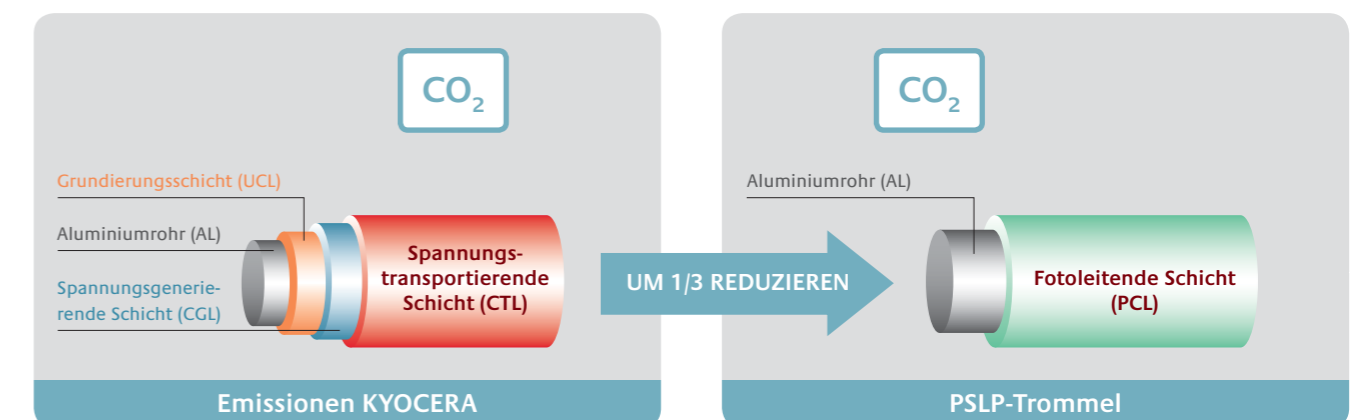 CO₂
Grundierungsschicht (UCL)
Aluminiumrohr (AL)
Spannungsgenerie-
rende Schicht (CGL)
Spannungs-
transportierende
Schicht (CTL)
Emissionen KYOCERA
UM 1/3 REDUZIEREN
CO₂
Aluminiumrohr (AL)
Fotoleitende Schicht
(PCL)
PSLP-Trommel